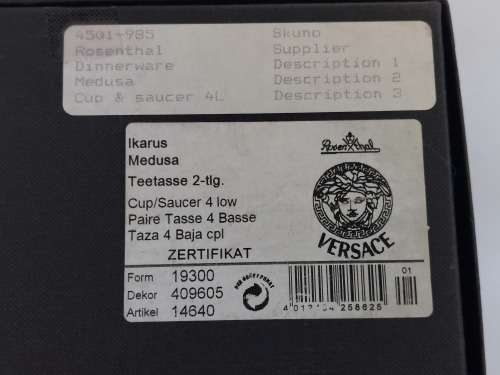 4501-985 Bkuno
Rosenthal Supplier
Dinnerware Description 1
Medusa Description 2
Cup & saucer 4L Description 3
Ikarus
Medusa
Teetasse 2-tlg.
Cup/Saucer 4 low
Paire Tasse 4 Basse
Taza 4 Baja cpl
ZERTIFIKAT
Rosenthal
VERSACE
Form 19300
Dekor 409605
Artikel 14640
01